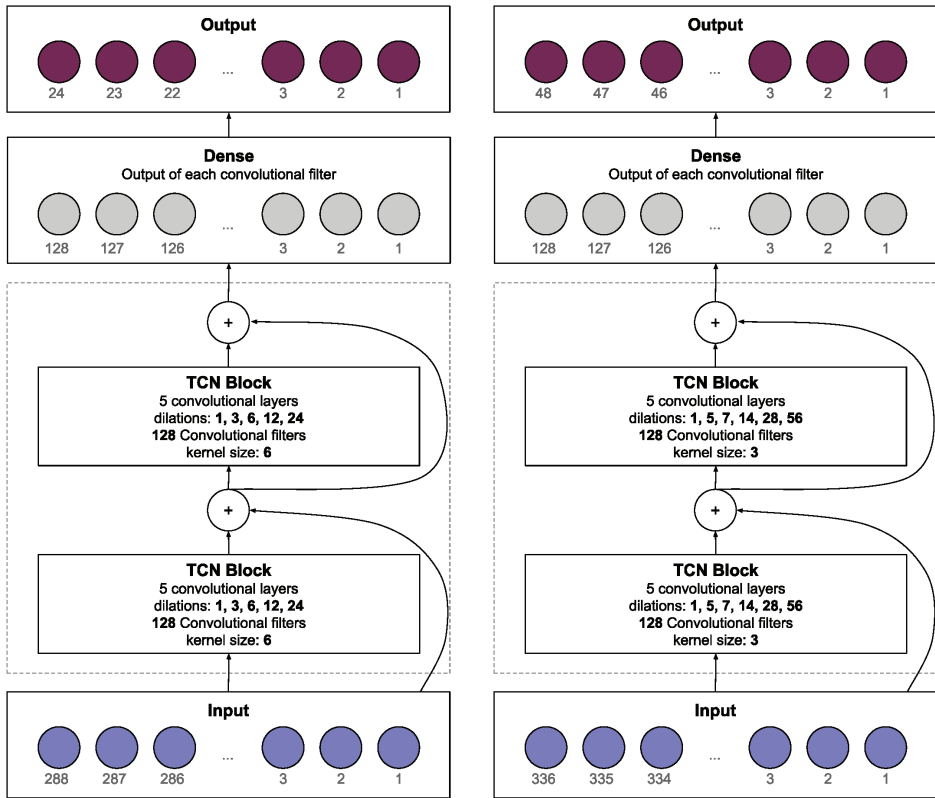 Output
24 23 22 ... 3 2 1
Dense
Output of each convolutional filter
128 127 126 ... 3 2 1
+
TCN Block
5 convolutional layers
dilations: 1, 3, 6, 12, 24
128 Convolutional filters
kernel size: 6
+
TCN Block
5 convolutional layers
dilations: 1, 3, 6, 12, 24
128 Convolutional filters
kernel size: 6
Input
288 287 286 ... 3 2 1
Output
48 47 46 ... 3 2 1
Dense
Output of each convolutional filter
128 127 126 ... 3 2 1
+
TCN Block
5 convolutional layers
dilations: 1, 5, 7, 14, 28, 56
128 Convolutional filters
kernel size: 3
+
TCN Block
5 convolutional layers
dilations: 1, 5, 7, 14, 28, 56
128 Convolutional filters
kernel size: 3
Input
336 335 334 ... 3 2 1